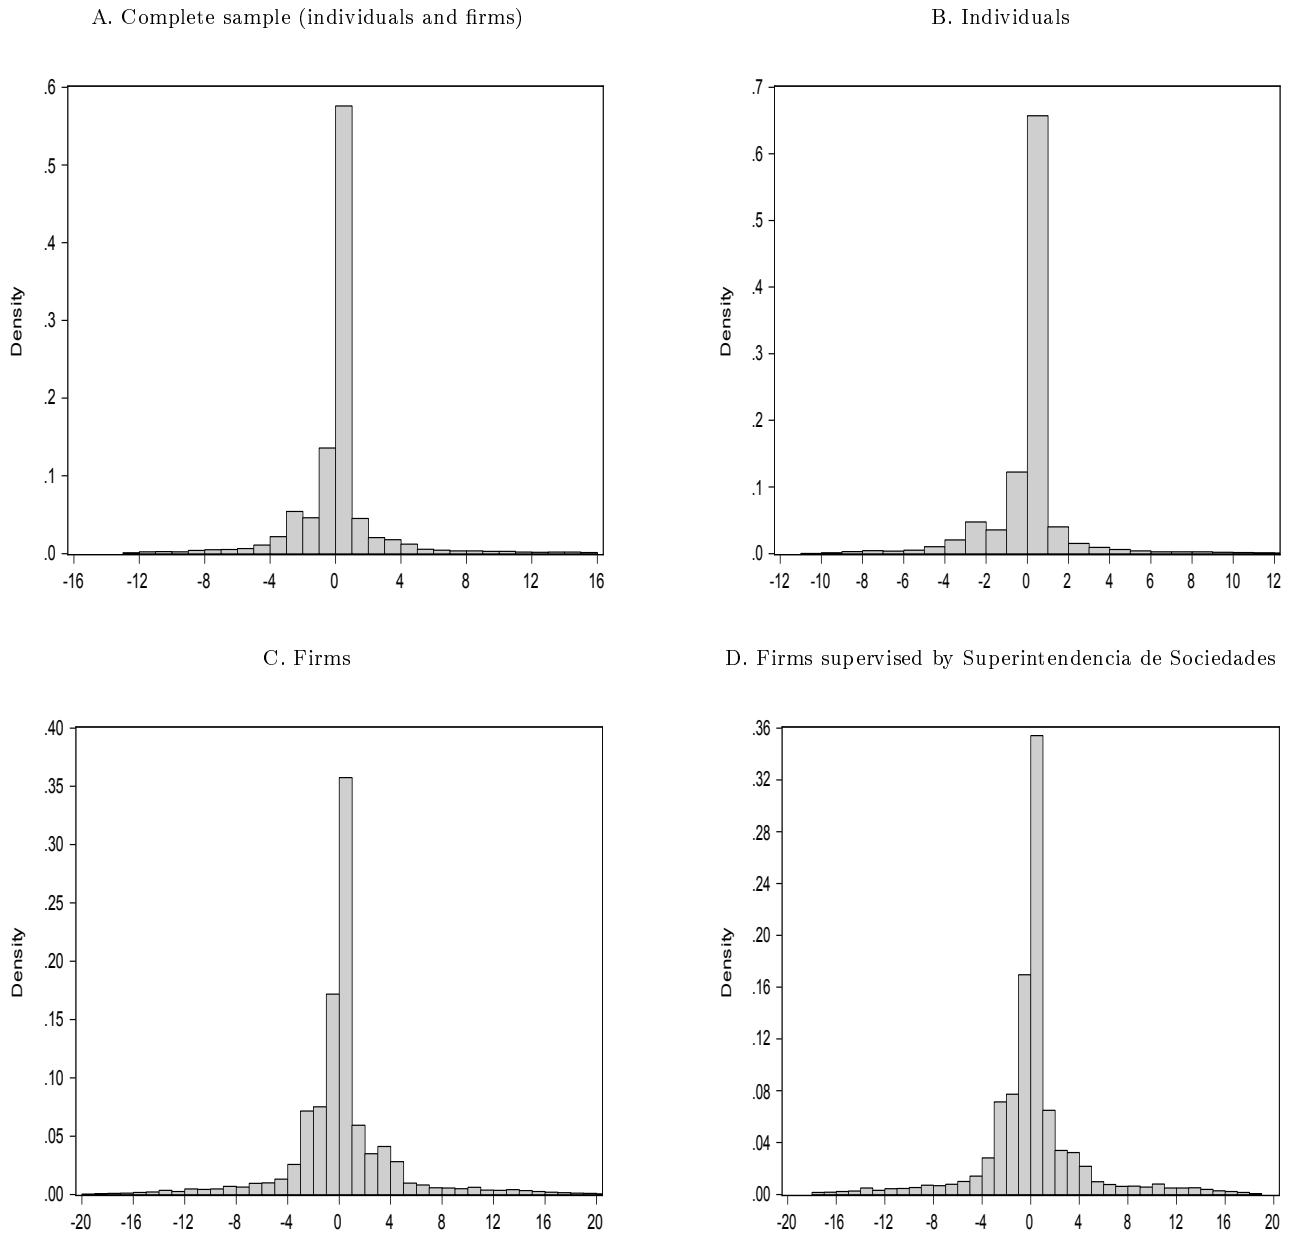 A. Complete sample (individuals and firms)
B. Individuals
.6
.5
.4
.3
.2
.1
.0
Density
-16 -12 -8 -4 0 4 8 12 16
.7
.6
.5
.4
.3
.2
.1
.0
Density
-12 -10 -8 -6 -4 -2 0 2 4 6 8 10 12
C. Firms
D. Firms supervised by Superintendencia de Sociedades
.40
.35
.30
.25
.20
.15
.10
.05
.00
Density
-20 -16 -12 -8 -4 0 4 8 12 16 20
.36
.32
.28
.24
.20
.16
.12
.08
.04
.00
Density
-20 -16 -12 -8 -4 0 4 8 12 16 20